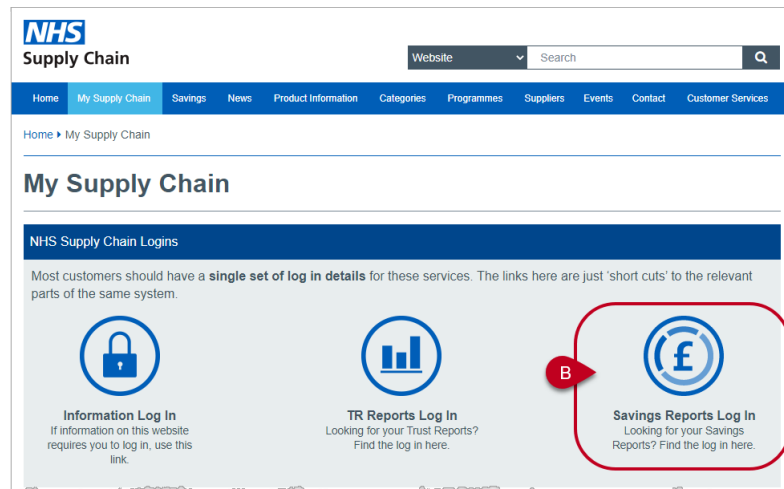 NHS
Supply Chain
Website
Search
Home
My Supply Chain
Savings
News
Product Information
Categories
Programmes
Suppliers
Events
Contact
Customer Services
Home
My Supply Chain
My Supply Chain
NHS Supply Chain Logins
Most customers should have a single set of log in details for these services. The links here are just 'short cuts' to the relevant
parts of the same system.
Information Log In
If information on this website
requires you to log in, use this
link.
TR Reports Log In
Looking for your Trust Reports?
Find the log in here.
B
£
Savings Reports Log In
Looking for your Savings
Reports? Find the log in here.